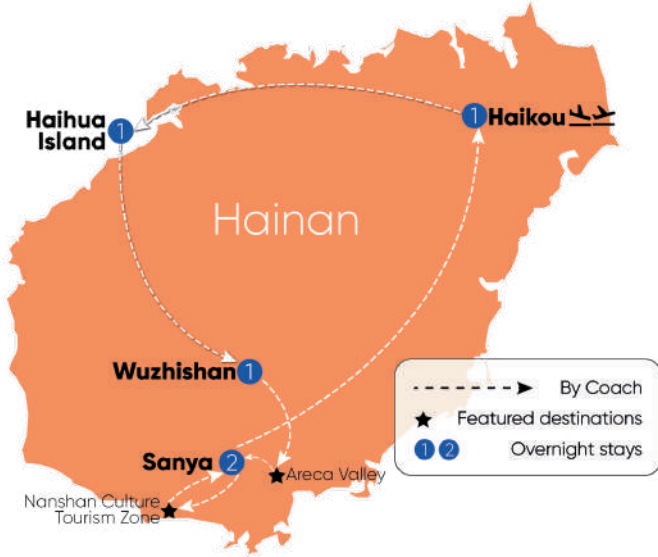 Haihua
Island
1
1
Haikou
Hainan
Wuzhishan
1
Sanya
2
Areca Valley
Nanshan Culture
Tourism Zone
By Coach
Featured destinations
1 2
Overnight stays